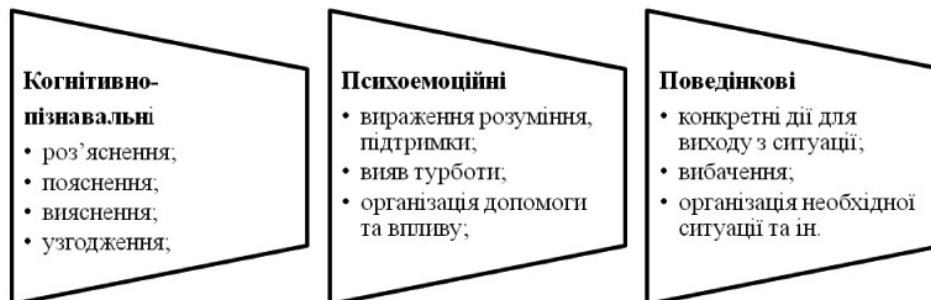 Когнітивно-
пізнавальні
• роз’яснення;
• пояснення;
• вияснення;
• узгодження;
Психоемоційні
• вираження розуміння,
підтримки;
• вияв турботи;
• організація допомоги
та впливу;
Поведінкові
• конкретні дії для
виходу з ситуації;
• вибачення;
• організація необхідної
ситуації та ін.